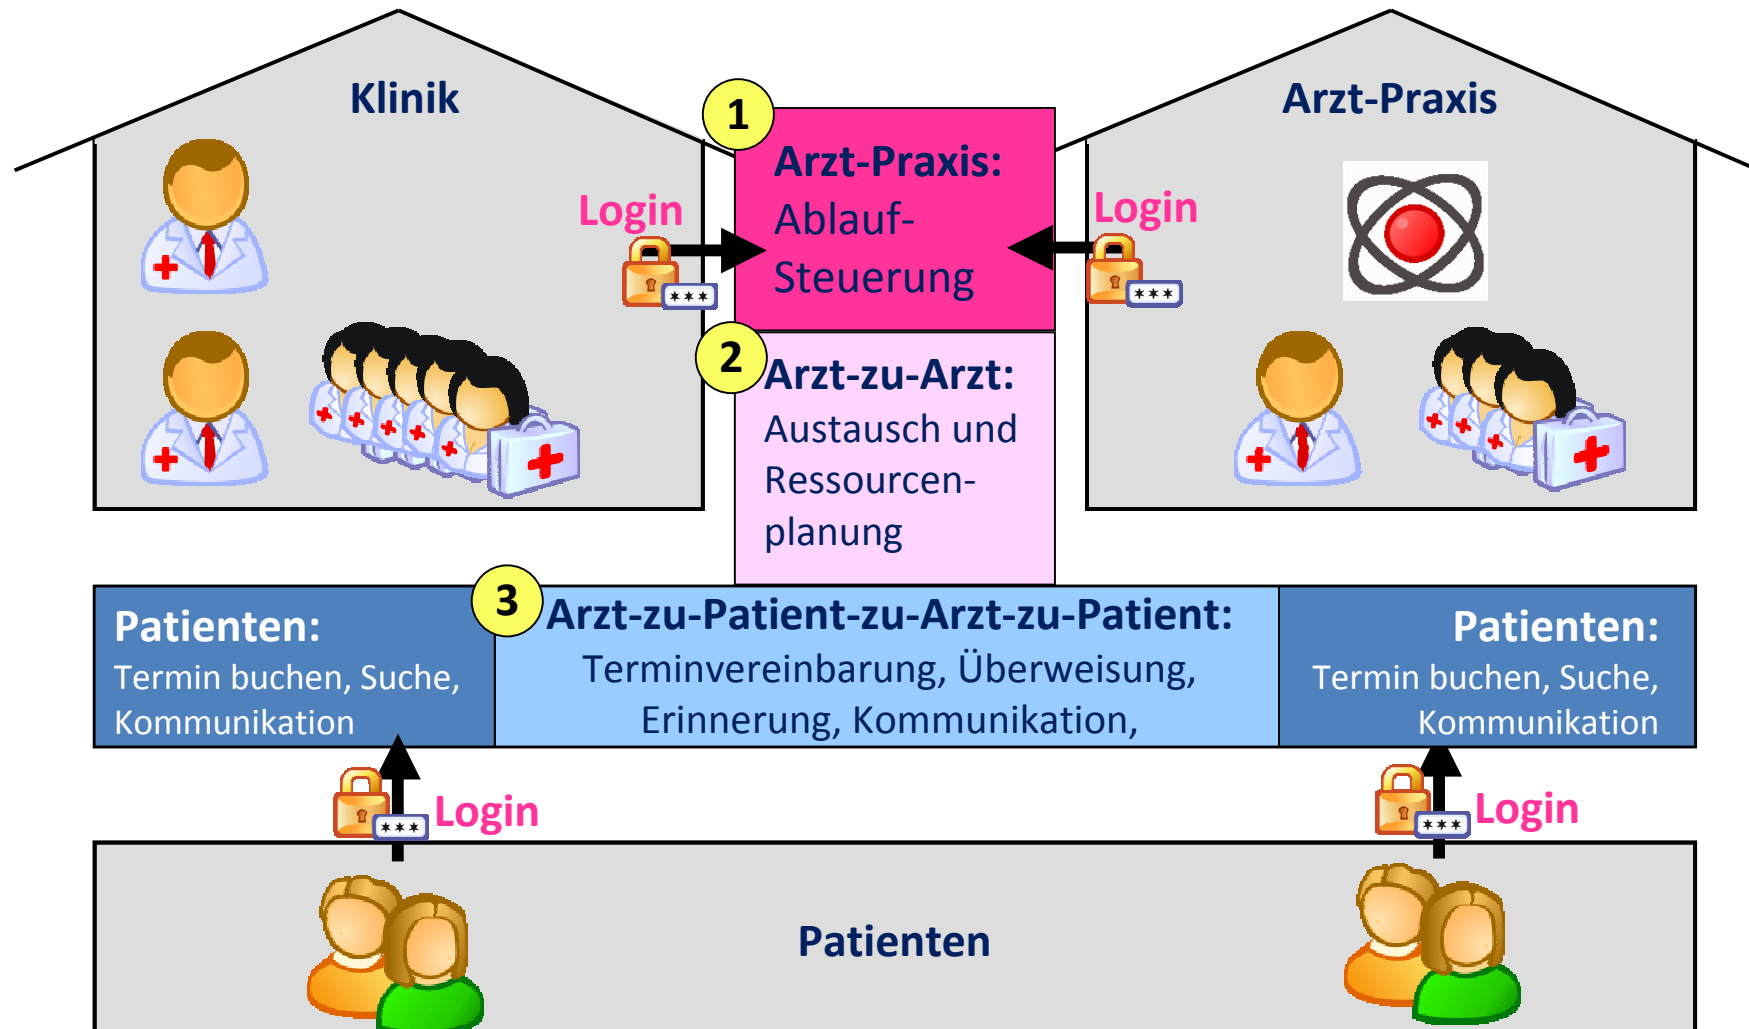 Klinik
Arzt-Praxis
1
Arzt-Praxis:
Ablauf-
Steuerung
Login
***
Login
***
2
Arzt-zu-Arzt:
Austausch und
Ressourcen-
planung
Patienten:
Termin buchen, Suche,
Kommunikation
3
Arzt-zu-Patient-zu-Arzt-zu-Patient:
Terminvereinbarung, Überweisung,
Erinnerung, Kommunikation,
Patienten:
Termin buchen, Suche,
Kommunikation
***
Login
***
Login
Patienten